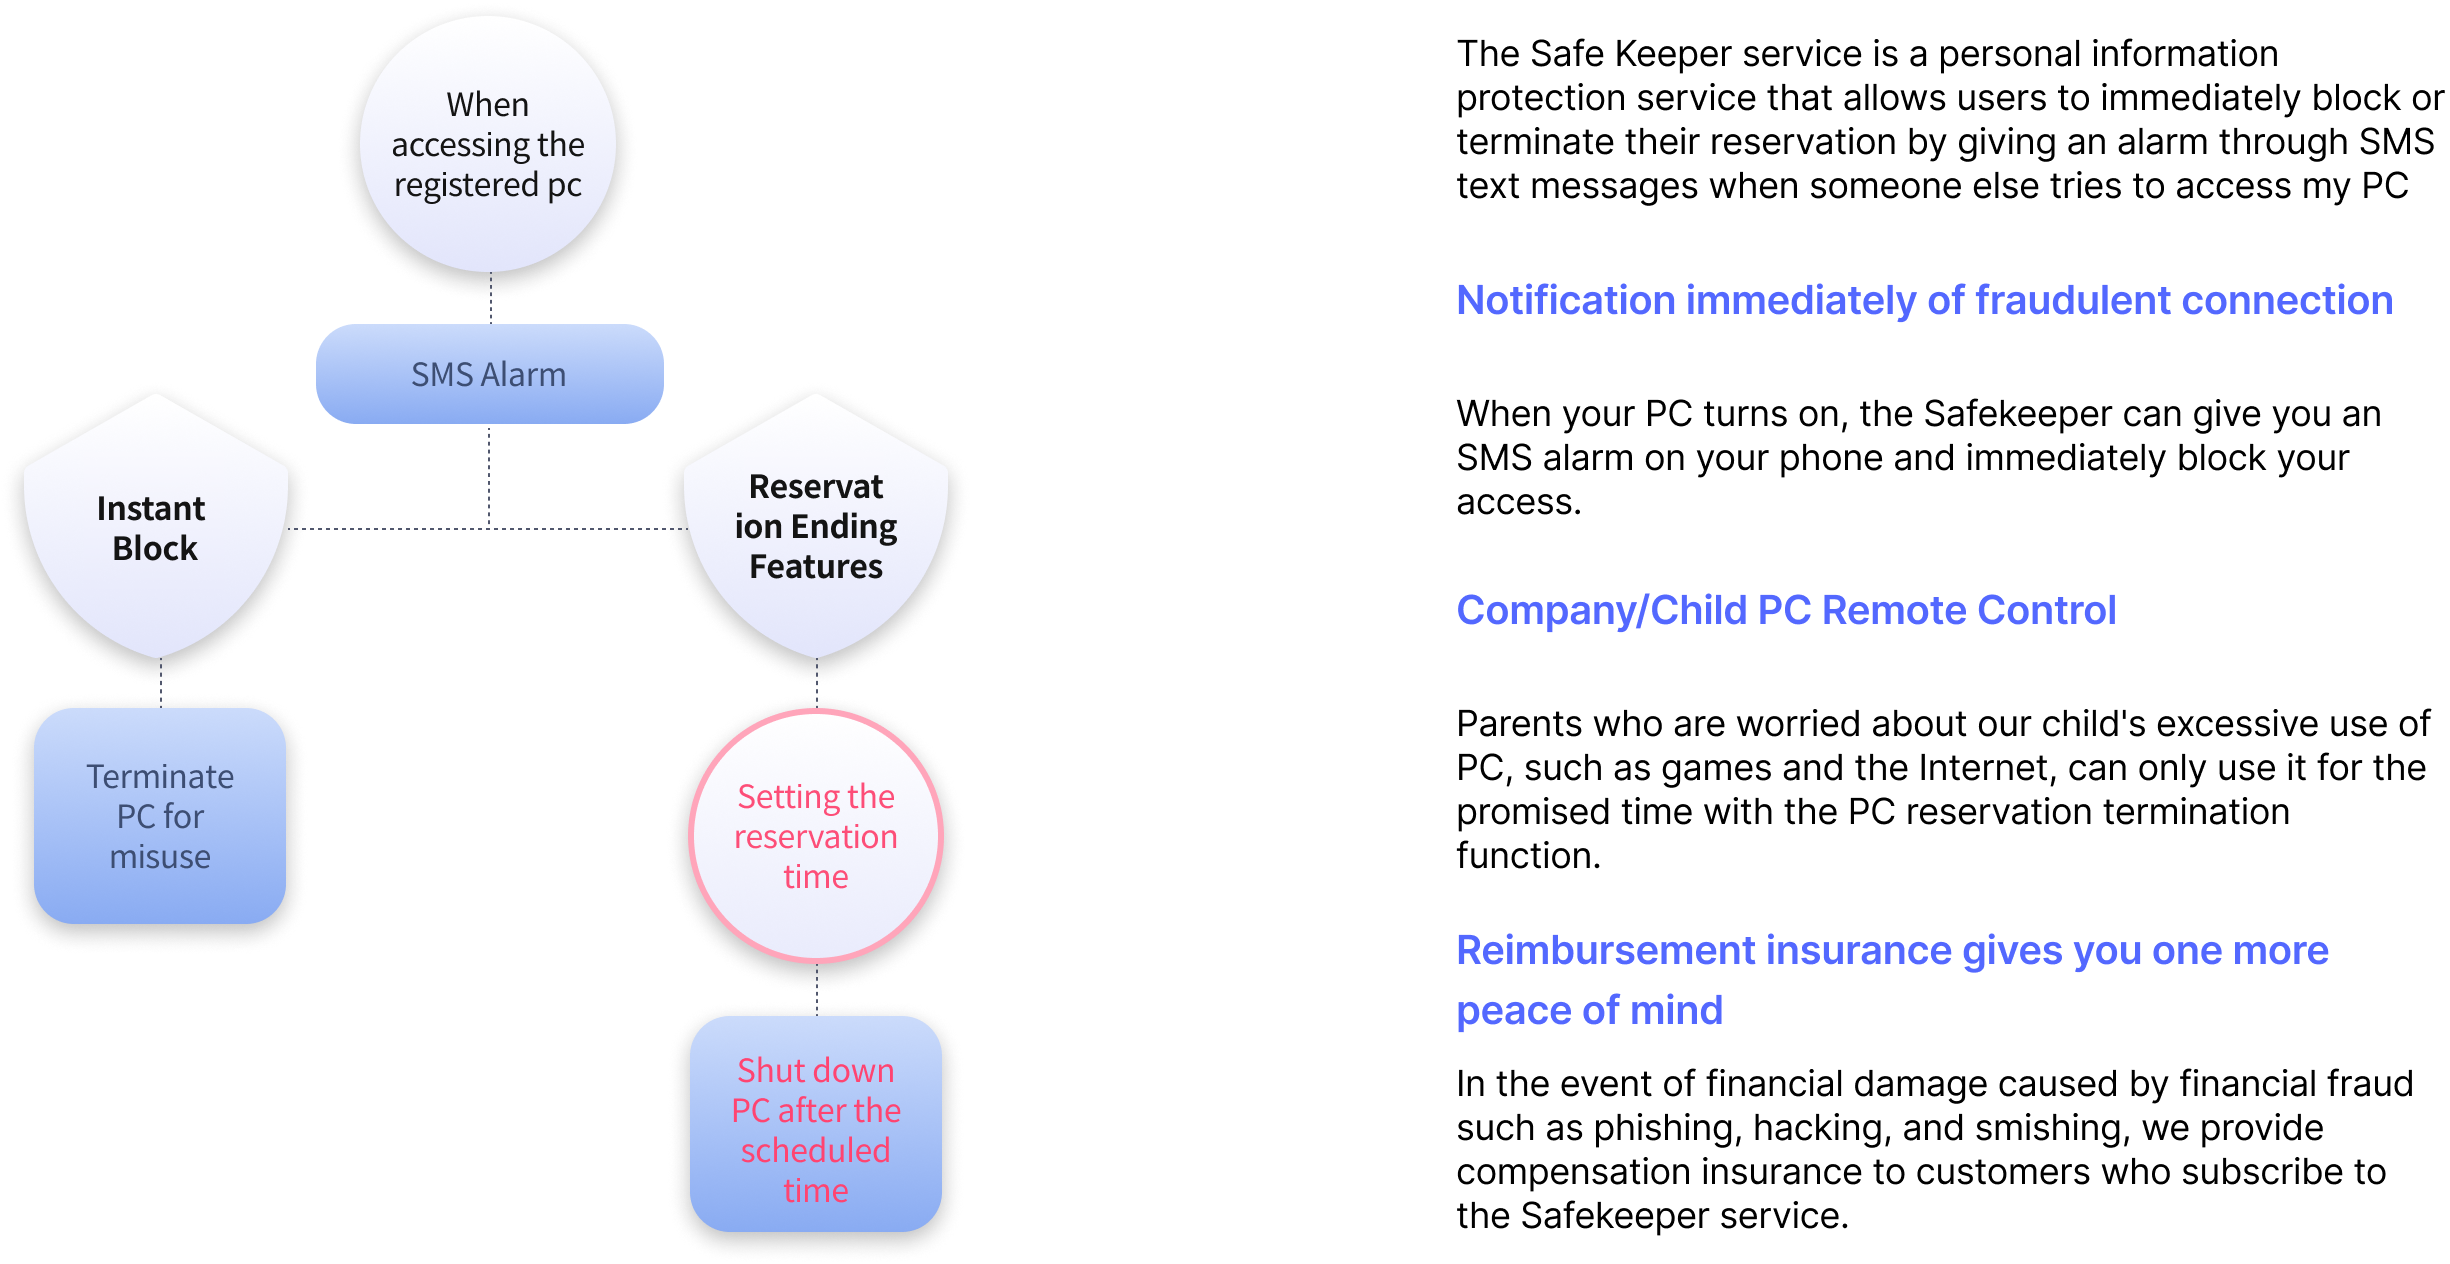 When
accessing the
registered pc
SMS Alarm
Instant
Block
Reservat
ion Ending
Features
Terminate
PC for
misuse
Setting the
reservation
time
Shut down
PC after the
scheduled
time
The Safe Keeper service is a personal information
protection service that allows users to immediately block or
terminate their reservation by giving an alarm through SMS
text messages when someone else tries to access my PC
Notification immediately of fraudulent connection
When your PC turns on, the Safekeeper can give you an
SMS alarm on your phone and immediately block your
access.
Company/Child PC Remote Control
Parents who are worried about our child's excessive use of
PC, such as games and the Internet, can only use it for the
promised time with the PC reservation termination
function.
Reimbursement insurance gives you one more
peace of mind
In the event of financial damage caused by financial fraud
such as phishing, hacking, and smishing, we provide
compensation insurance to customers who subscribe to
the Safekeeper service.